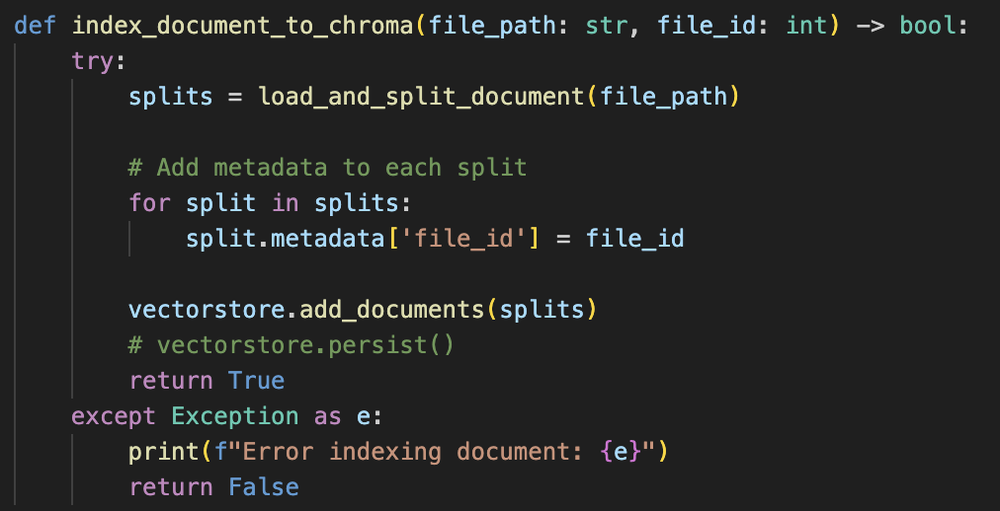 def index_document_to_chroma(file_path: str, file_id: int) -> bool:
    try:
        splits = load_and_split_document(file_path)

        # Add metadata to each split
        for split in splits:
            split.metadata['file_id'] = file_id

        vectorstore.add_documents(splits)
        # vectorstore.persist()
        return True
    except Exception as e:
        print(f"Error indexing document: {e}")
        return False